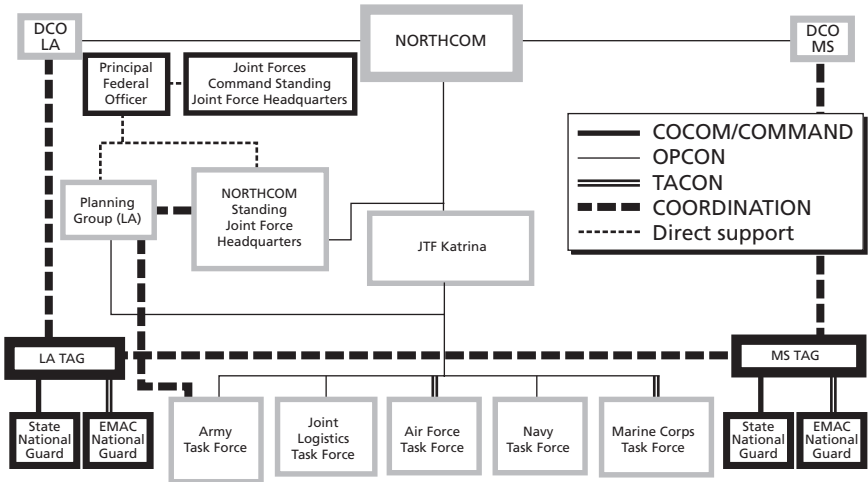 DCO
LA
NORTHCOM
DCO
MS
Principal
Federal
Officer
Joint Forces
Command Standing
Joint Force Headquarters
COCOM/COMMAND
OPCON
TACON
COORDINATION
Direct support
Planning
Group (LA)
NORTHCOM
Standing
Joint Force
Headquarters
JTF Katrina
LA TAG
MS TAG
State
National
Guard
EMAC
National
Guard
Army
Task Force
Joint
Logistics
Task Force
Air Force
Task Force
Navy
Task Force
Marine Corps
Task Force
State
National
Guard
EMAC
National
Guard